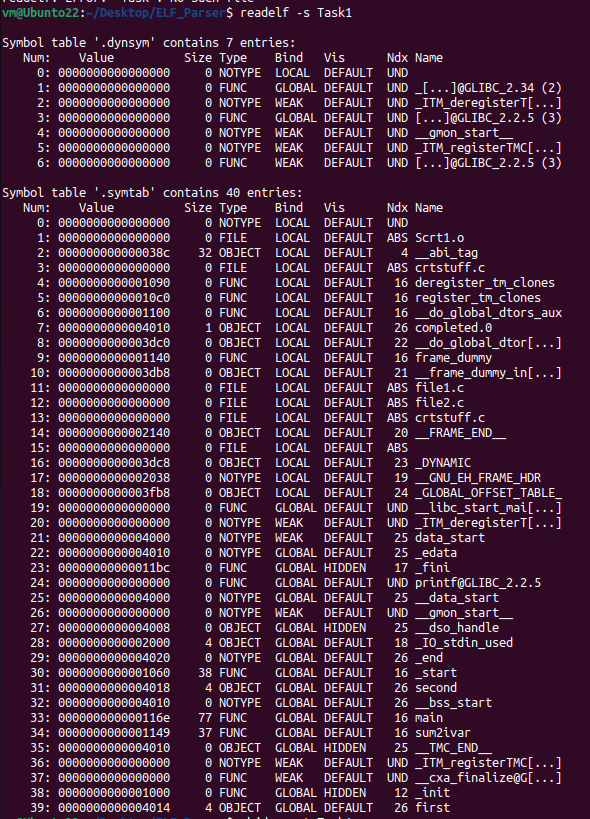 vm@Ubunto22:~/Desktop/ELF_Parser$ readelf -s Task1
Symbol table '.dynsym' contains 7 entries:
   Num:    Value          Size Type    Bind   Vis      Ndx Name
     0: 0000000000000000     0 NOTYPE  LOCAL  DEFAULT  UND
     1: 0000000000000000     0 FUNC    GLOBAL DEFAULT  UND _[...]@GLIBC_2.34 (2)
     2: 0000000000000000     0 NOTYPE  WEAK   DEFAULT  UND _ITM_deregisterT[...]
     3: 0000000000000000     0 FUNC    GLOBAL DEFAULT  UND [...]@GLIBC_2.2.5 (3)
     4: 0000000000000000     0 NOTYPE  WEAK   DEFAULT  UND __gmon_start__
     5: 0000000000000000     0 NOTYPE  WEAK   DEFAULT  UND _ITM_registerTMC[...]
     6: 0000000000000000     0 FUNC    WEAK   DEFAULT  UND [...]@GLIBC_2.2.5 (3)
Symbol table '.symtab' contains 40 entries:
   Num:    Value          Size Type    Bind   Vis      Ndx Name
     0: 0000000000000000     0 NOTYPE  LOCAL  DEFAULT  UND
     1: 0000000000000000     0 FILE    LOCAL  DEFAULT  ABS Scrt1.o
     2: 000000000000038c    32 OBJECT  LOCAL  DEFAULT    4 __abi_tag
     3: 0000000000000000     0 FILE    LOCAL  DEFAULT  ABS crtstuff.c
     4: 0000000000001090     0 FUNC    LOCAL  DEFAULT   16 deregister_tm_clones
     5: 00000000000010c0     0 FUNC    LOCAL  DEFAULT   16 register_tm_clones
     6: 0000000000001100     0 FUNC    LOCAL  DEFAULT   16 __do_global_dtors_aux
     7: 0000000000004010     1 OBJECT  LOCAL  DEFAULT   26 completed.0
     8: 0000000000003dc0     0 OBJECT  LOCAL  DEFAULT   22 __do_global_dtor[...]
     9: 0000000000001140     0 FUNC    LOCAL  DEFAULT   16 frame_dummy
    10: 0000000000003db8     0 OBJECT  LOCAL  DEFAULT   21 __frame_dummy_in[...]
    11: 0000000000000000     0 FILE    LOCAL  DEFAULT  ABS file1.c
    12: 0000000000000000     0 FILE    LOCAL  DEFAULT  ABS file2.c
    13: 0000000000000000     0 FILE    LOCAL  DEFAULT  ABS crtstuff.c
    14: 0000000000002140     0 OBJECT  LOCAL  DEFAULT   20 __FRAME_END__
    15: 0000000000000000     0 FILE    LOCAL  DEFAULT  ABS
    16: 0000000000003dc8     0 OBJECT  LOCAL  DEFAULT   23 _DYNAMIC
    17: 0000000000002038     0 NOTYPE  LOCAL  DEFAULT   19 __GNU_EH_FRAME_HDR
    18: 0000000000003fb8     0 OBJECT  LOCAL  DEFAULT   24 _GLOBAL_OFFSET_TABLE_
    19: 0000000000000000     0 FUNC    GLOBAL DEFAULT  UND __libc_start_mai[...]
    20: 0000000000000000     0 NOTYPE  WEAK   DEFAULT  UND _ITM_deregisterT[...]
    21: 0000000000004000     0 NOTYPE  WEAK   DEFAULT   25 data_start
    22: 0000000000004010     0 NOTYPE  GLOBAL DEFAULT   25 _edata
    23: 00000000000011bc     0 FUNC    GLOBAL HIDDEN    17 _fini
    24: 0000000000000000     0 FUNC    GLOBAL DEFAULT  UND printf@GLIBC_2.2.5
    25: 0000000000004000     0 NOTYPE  GLOBAL DEFAULT   25 __data_start
    26: 0000000000000000     0 NOTYPE  WEAK   DEFAULT  UND __gmon_start__
    27: 0000000000004008     0 OBJECT  GLOBAL HIDDEN    25 __dso_handle
    28: 0000000000002000     4 OBJECT  GLOBAL DEFAULT   18 _IO_stdin_used
    29: 0000000000004020     0 NOTYPE  GLOBAL DEFAULT   26 _end
    30: 0000000000001060    38 FUNC    GLOBAL DEFAULT   16 _start
    31: 0000000000004018     4 OBJECT  GLOBAL DEFAULT   26 second
    32: 0000000000004010     0 NOTYPE  GLOBAL DEFAULT   26 __bss_start
    33: 000000000000116e    77 FUNC    GLOBAL DEFAULT   16 main
    34: 0000000000001149    37 FUNC    GLOBAL DEFAULT   16 sum2ivar
    35: 0000000000004010     0 OBJECT  GLOBAL HIDDEN    25 __TMC_END__
    36: 0000000000000000     0 NOTYPE  WEAK   DEFAULT  UND _ITM_registerTMC[...]
    37: 0000000000000000     0 FUNC    WEAK   DEFAULT  UND __cxa_finalize@G[...]
    38: 0000000000001000     0 FUNC    GLOBAL HIDDEN    12 _init
    39: 0000000000004014     4 OBJECT  GLOBAL DEFAULT   26 first